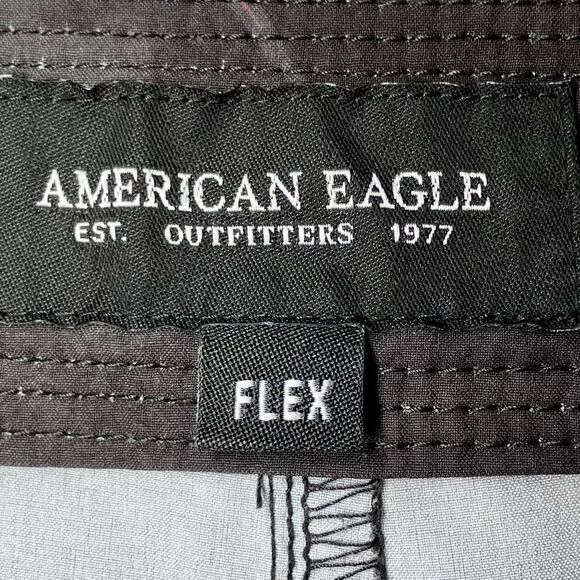 AMERICAN EAGLE
EST. OUTFITTERS 1977
FLEX